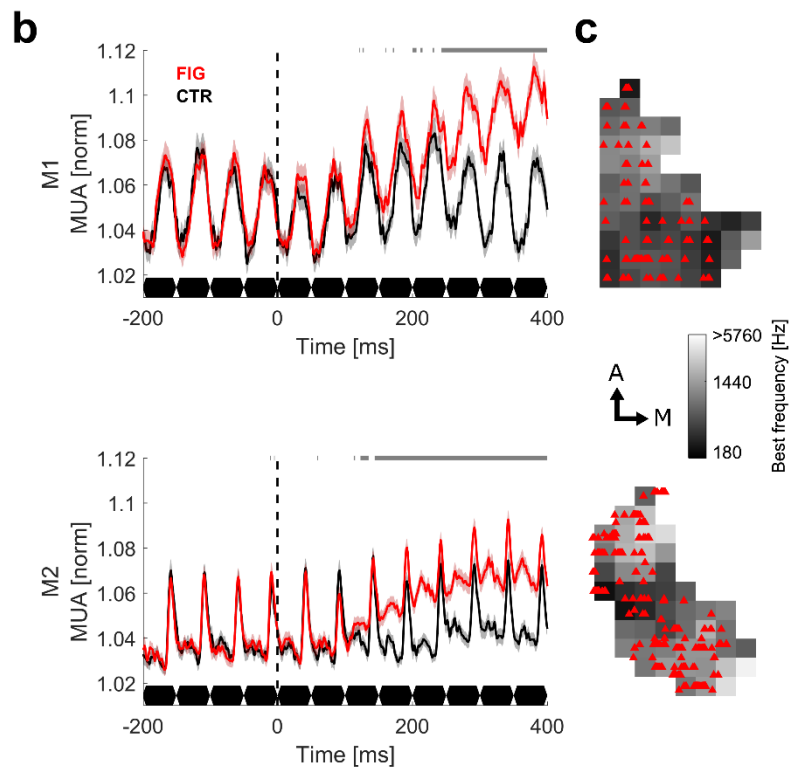 b
c
1.12
1.1
1.08
1.06
1.04
1.02
FIG
CTR
M1
MUA [norm]
-200
0
200
400
Time [ms]
>5760
1440
180
Best frequency [Hz]
A
M
1.12
1.1
1.08
1.06
1.04
1.02
M2
MUA [norm]
-200
0
200
400
Time [ms]